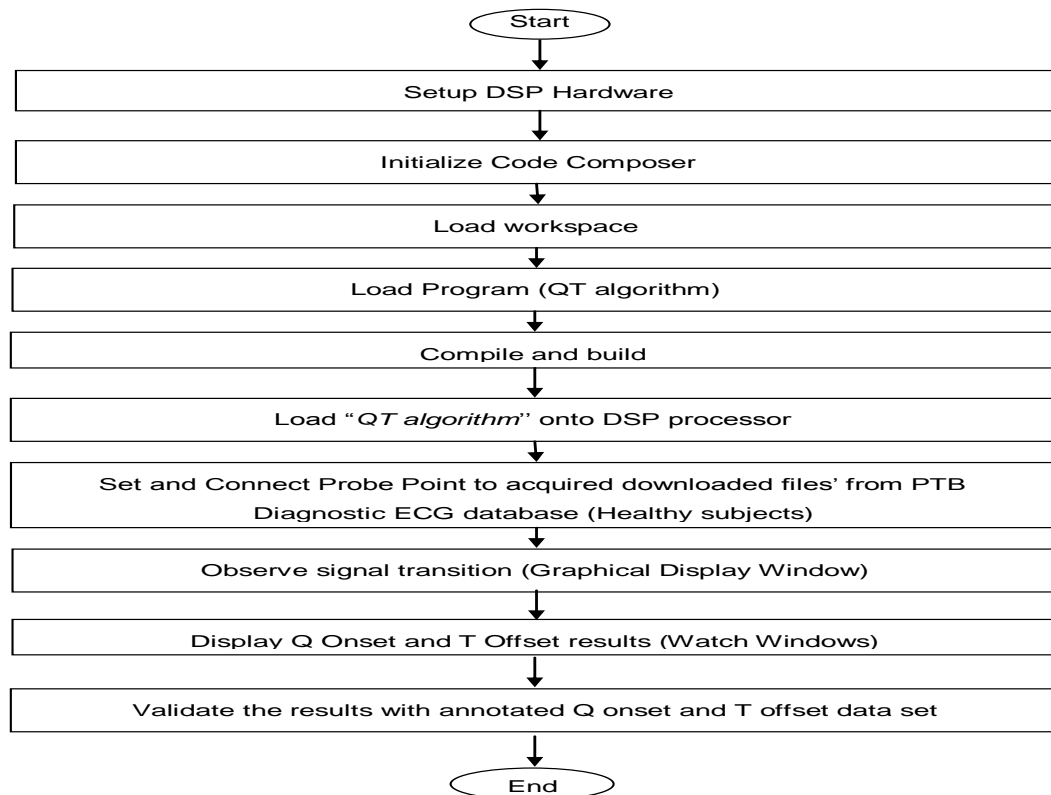 Start
Setup DSP Hardware
Initialize Code Composer
Load workspace
Load Program (QT algorithm)
Compile and build
Load “QT algorithm’’ onto DSP processor
Set and Connect Probe Point to acquired downloaded files’ from PTB
Diagnostic ECG database (Healthy subjects)
Observe signal transition (Graphical Display Window)
Display Q Onset and T Offset results (Watch Windows)
Validate the results with annotated Q onset and T offset data set
End